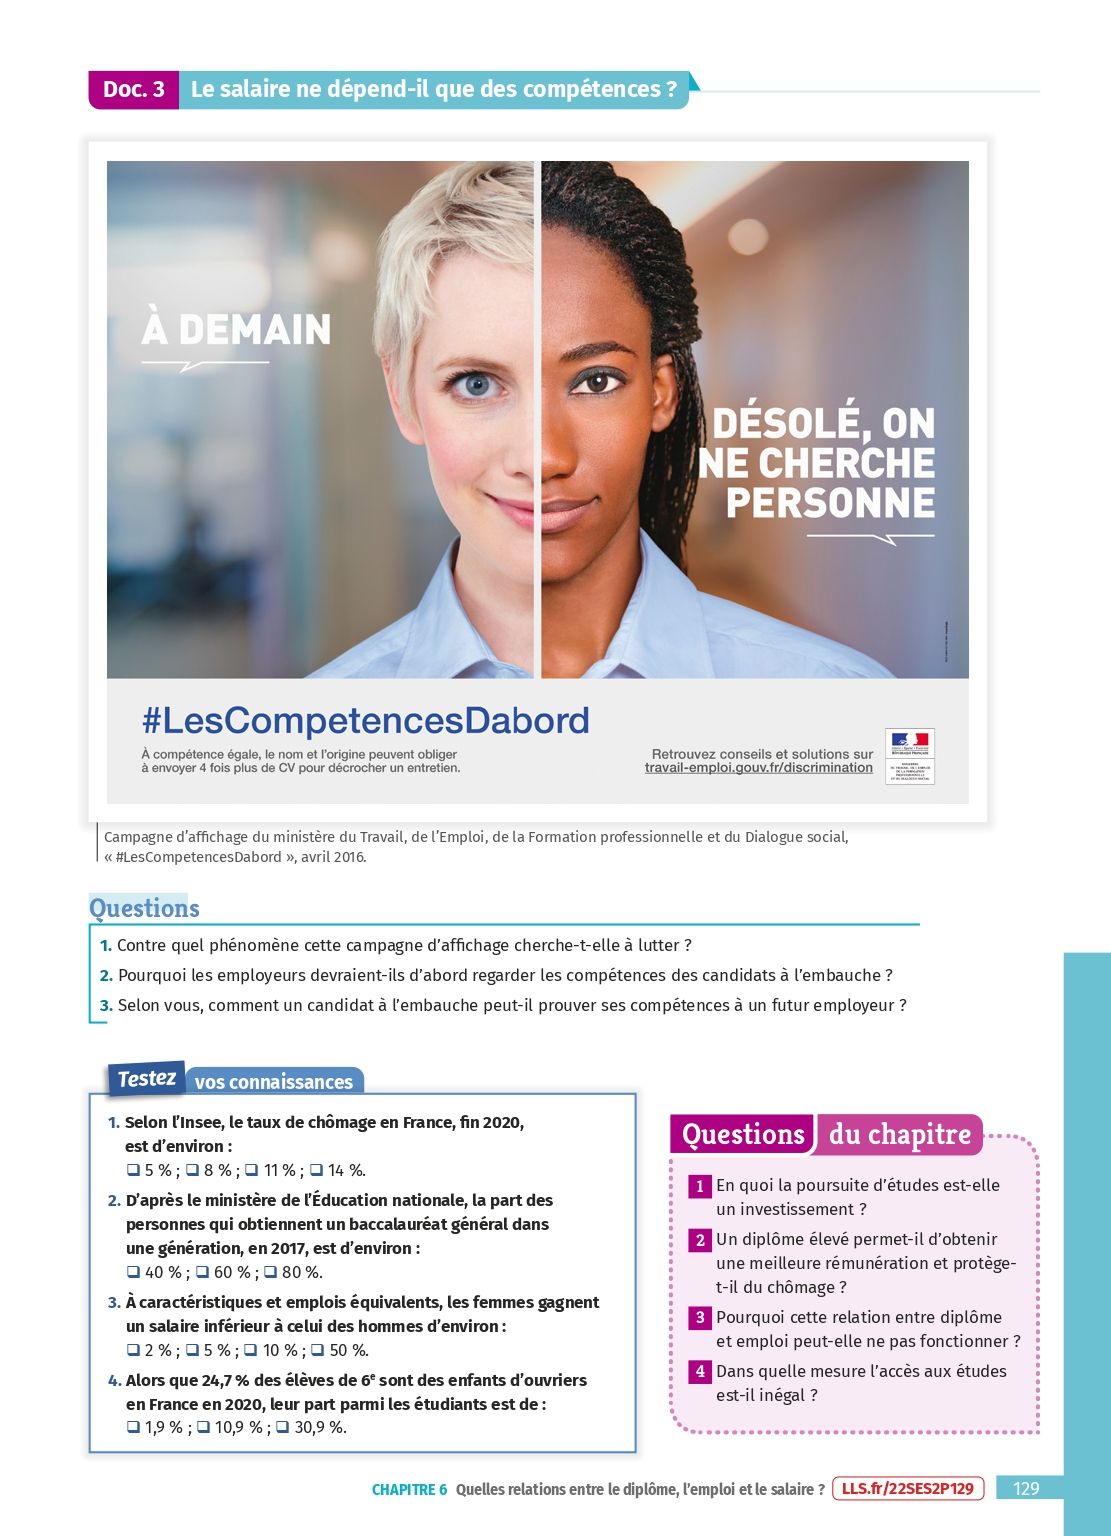 Doc. 3 Le salaire ne dépend-il que des compétences ?
À DEMAIN
DÉSOLÉ, ON
NE CHERCHE
PERSONNE
#LesCompetencesDabord
À compétence égale, le nom et l'origine peuvent obliger
à envoyer 4 fois plus de CV pour décrocher un entretien.
Retrouvez conseils et solutions sur
travail-emploi.gouv.fr/discrimination
Campagne d'affichage du ministère du Travail, de l'Emploi, de la Formation professionnelle et du Dialogue social,
« #LesCompetencesDabord », avril 2016.
Questions
1. Contre quel phénomène cette campagne d'affichage cherche-t-elle à lutter ?
2. Pourquoi les employeurs devraient-ils d'abord regarder les compétences des candidats à l'embauche ?
3. Selon vous, comment un candidat à l'embauche peut-il prouver ses compétences à un futur employeur ?
Testez vos connaissances
1. Selon l'Insee, le taux de chômage en France, fin 2020,
est d'environ :
❑ 5 % ; ❑ 8 % ; ❑ 11 % ; ❑ 14 %.
2. D'après le ministère de l'Éducation nationale, la part des
personnes qui obtiennent un baccalauréat général dans
une génération, en 2017, est d'environ :
❑ 40 % ; ❑ 60 % ; ❑ 80 %.
3. À caractéristiques et emplois équivalents, les femmes gagnent
un salaire inférieur à celui des hommes d'environ :
❑ 2 % ; ❑ 5 % ; ❑ 10 % ; ❑ 50 %.
4. Alors que 24,7 % des élèves de 6e sont des enfants d'ouvriers
en France en 2020, leur part parmi les étudiants est de :
❑ 1,9 % ; ❑ 10,9 % ; ❑ 30,9 %.
Questions du chapitre
1 En quoi la poursuite d'études est-elle
un investissement ?
2 Un diplôme élevé permet-il d'obtenir
une meilleure rémunération et protège-
t-il du chômage ?
3 Pourquoi cette relation entre diplôme
et emploi peut-elle ne pas fonctionner ?
4 Dans quelle mesure l'accès aux études
est-il inégal ?
CHAPITRE 6 Quelles relations entre le diplôme, l'emploi et le salaire ? LLS.fr/22SES2P129 129